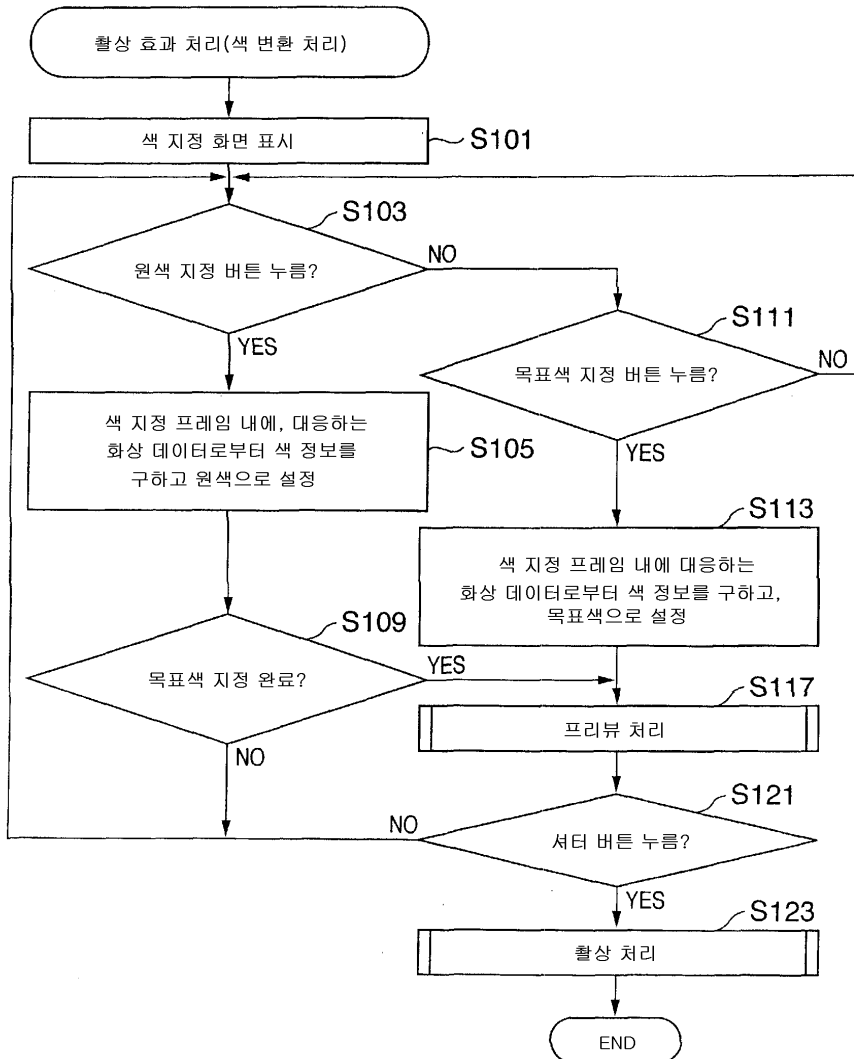 촬상 효과 처리(색 변환 처리)
색 지정 화면 표시
S101
S103
원색 지정 버튼 누름?
NO
YES
S111
목표색 지정 버튼 누름?
NO
YES
색 지정 프레임 내에, 대응하는
화상 데이터로부터 색 정보를
구하고 원색으로 설정
S105
S113
색 지정 프레임 내에 대응하는
화상 데이터로부터 색 정보를 구하고,
목표색으로 설정
S109
목표색 지정 완료?
YES
NO
S117
프리뷰 처리
S121
셔터 버튼 누름?
NO
YES
S123
촬상 처리
END